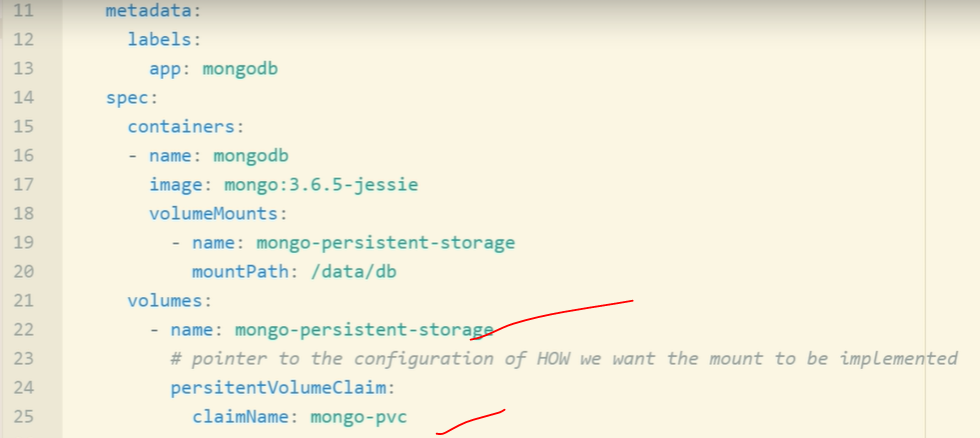 11 metadata:
12 labels:
13 app: mongodb
14 spec:
15 containers:
16 - name: mongodb
17 image: mongo:3.6.5-jessie
18 volumeMounts:
19 - name: mongo-persistent-storage
20 mountPath: /data/db
21 volumes:
22 - name: mongo-persistent-storage
23 # pointer to the configuration of HOW we want the mount to be implemented
24 persitentVolumeClaim:
25 claimName: mongo-pvc